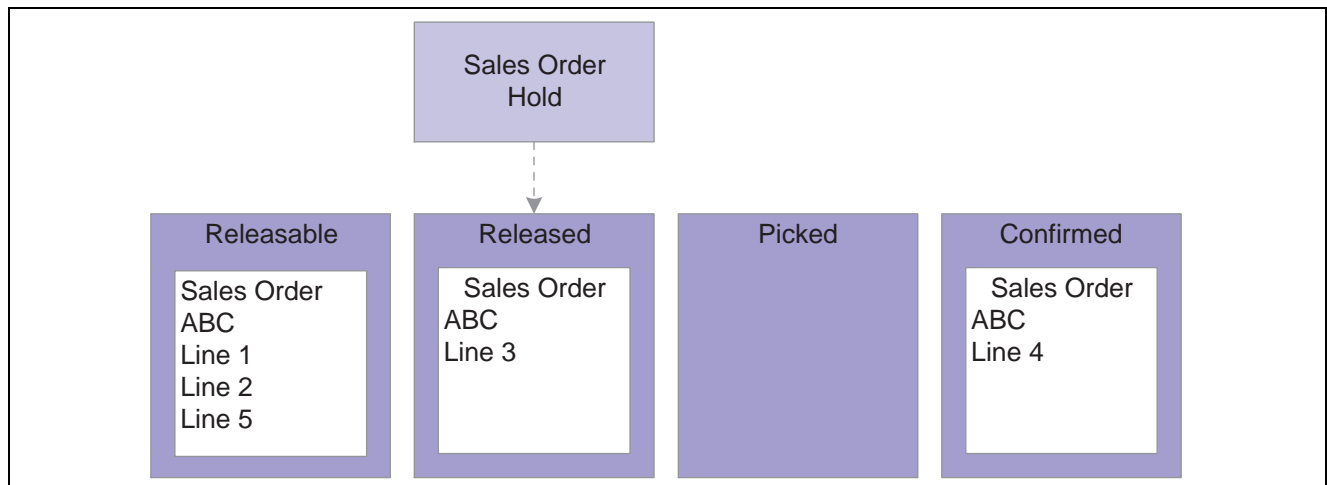 Sales Order
Hold
Releasable
Sales Order
ABC
Line 1
Line 2
Line 5
Released
Sales Order
ABC
Line 3
Picked
Confirmed
Sales Order
ABC
Line 4